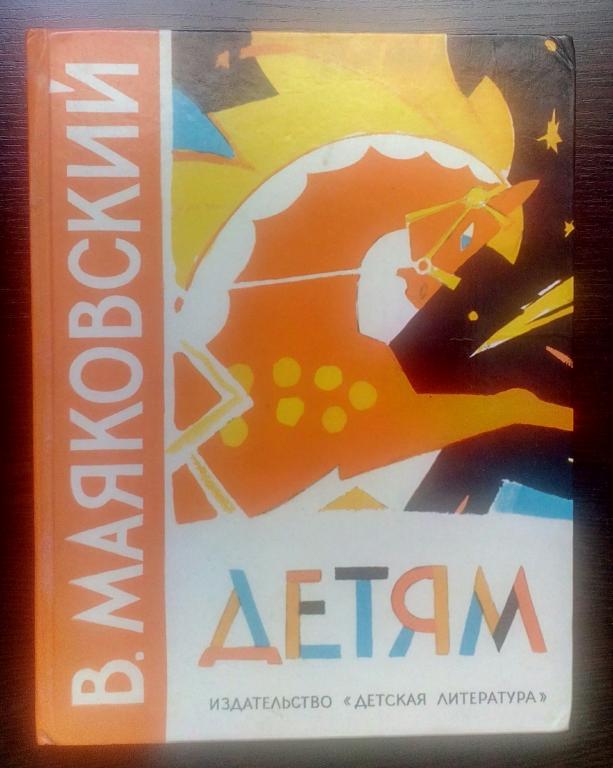 В. МАЯКОВСКИЙ
ДЕТЯМ
ИЗДАТЕЛЬСТВО «ДЕТСКАЯ ЛИТЕРАТУРА»